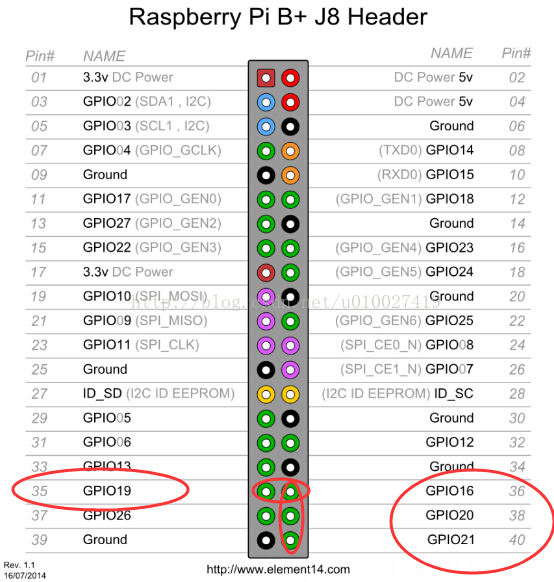 Raspberry Pi B+ J8 Header
Pin# NAME NAME Pin#
01 3.3v DC Power DC Power 5v 02
03 GPIO02 (SDA1 , I2C) DC Power 5v 04
05 GPIO03 (SCL1 , I2C) Ground 06
07 GPIO04 (GPIO_GCLK) (TXD0) GPIO14 08
09 Ground (RXD0) GPIO15 10
11 GPIO17 (GPIO_GEN0) (GPIO_GEN1) GPIO18 12
13 GPIO27 (GPIO_GEN2) Ground 14
15 GPIO22 (GPIO_GEN3) (GPIO_GEN4) GPIO23 16
17 3.3v DC Power (GPIO_GEN5) GPIO24 18
19 GPIO10 (SPI_MOSI) Ground 20
21 GPIO09 (SPI_MISO) (GPIO_GEN6) GPIO25 22
23 GPIO11 (SPI_CLK) (SPI_CE0_N) GPIO08 24
25 Ground (SPI_CE1_N) GPIO07 26
27 ID_SD (I2C ID EEPROM) (I2C ID EEPROM) ID_SC 28
29 GPIO05 Ground 30
31 GPIO06 GPIO12 32
33 GPIO13 Ground 34
35 GPIO19 GPIO16 36
37 GPIO26 GPIO20 38
39 Ground GPIO21 40
Rev. 1.1
16/07/2014 http://www.element14.com